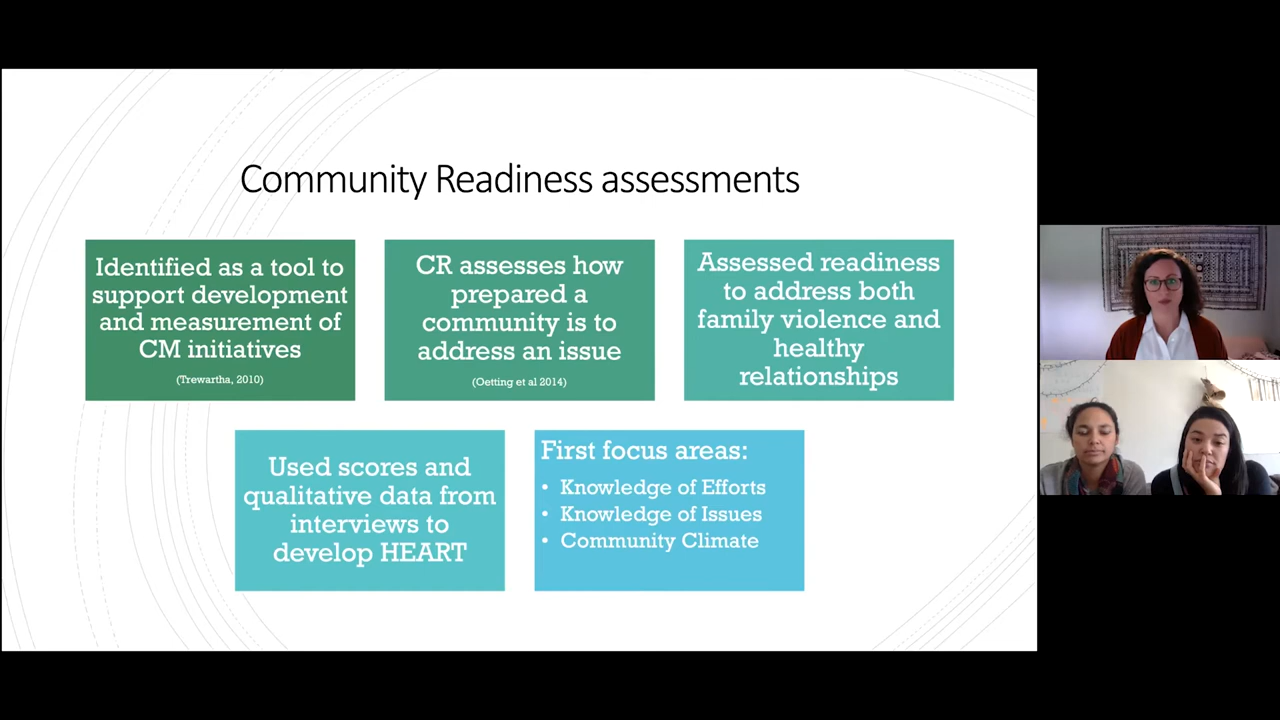 Community Readiness assessments
Identified as a tool to
support development
and measurement of
CM initiatives
(Trewartha, 2010)
CR assesses how
prepared a
community is to
address an issue
(Oetting et al 2014)
Assessed readiness
to address both
family violence and
healthy
relationships
Used scores and
qualitative data from
interviews to
develop HEART
First focus areas:
• Knowledge of Efforts
• Knowledge of Issues
• Community Climate